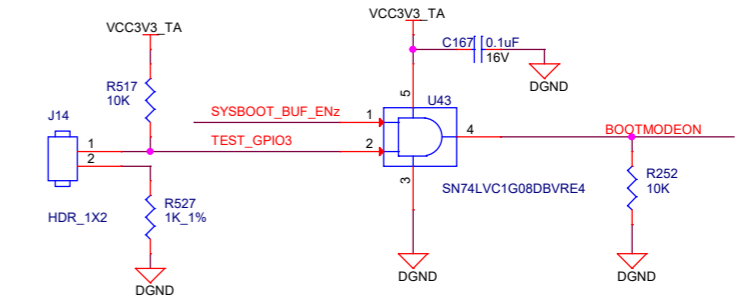 VCC3V3_TA
VCC3V3_TA
C167
0.1uF
16V
DGND
R517
10K
5
U43
J14
SYSBOOT_BUF_ENz
1
4
BOOTMODEON
1
TEST_GPIO3
2
2
R252
10K
3
SN74LVC1G08DBVRE4
R527
1K_1%
HDR_1X2
DGND
DGND
DGND